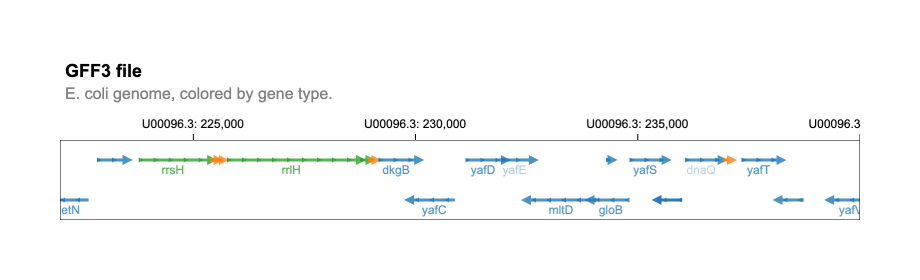 GFF3 file
E. coli genome, colored by gene type.
U00096.3: 225,000 U00096.3: 230,000 U00096.3: 235,000 U00096.3
rrsH rrlH dkgB yafD yafE yafS dnaQ yafT
etN yafC mltD gloB yafV